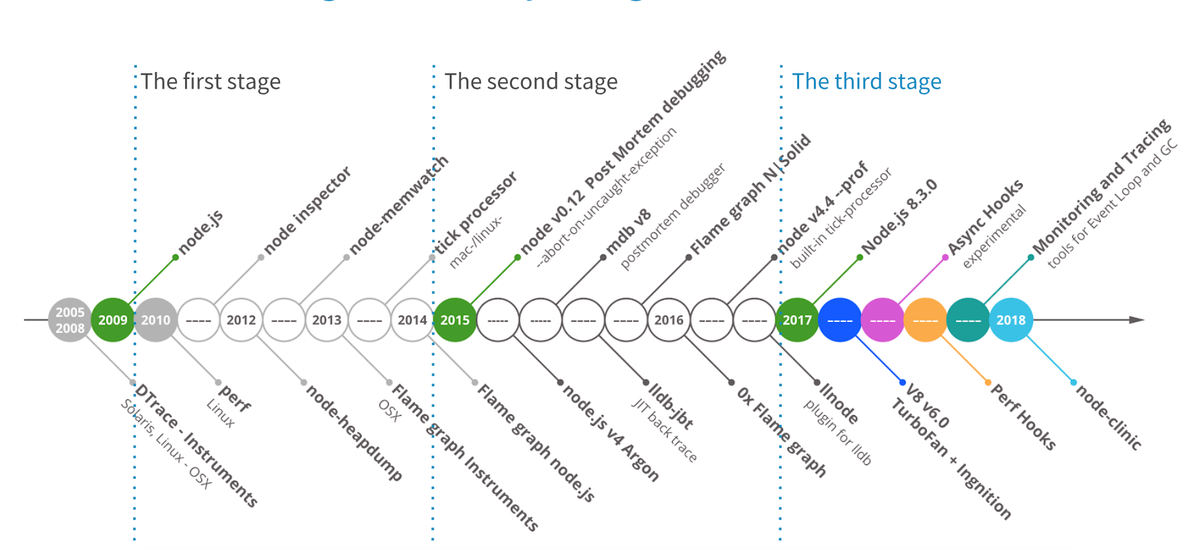 The first stage
The second stage
The third stage
node.js
node inspector
node-memwatch
tick processor
mac-/linux-
node v0.12 Post Mortem debugging
--abort-on-uncaught-exception
mdb v8
postmortem debugger
Flame graph N|Solid
node v4.4 --prof
built-in tick-processor
Node.js 8.3.0
Async Hooks
experimental
Monitoring and Tracing
tools for Event Loop and GC
2005
2008
2009
2010
----
2012
----
2013
----
2014
2015
----
----
----
----
2016
----
----
2017
----
----
----
----
2018
DTrace - Instruments
Solaris, Linux - OSX
perf
Linux
node-heapdump
Flame graph Instruments
OSX
Flame graph node.js
node.js v4 Argon
lldb-jbt
JIT back trace
0x Flame graph
llnode
plugin for lldb
V8 v6.0
TurboFan + Ingnition
Perf Hooks
node-clinic